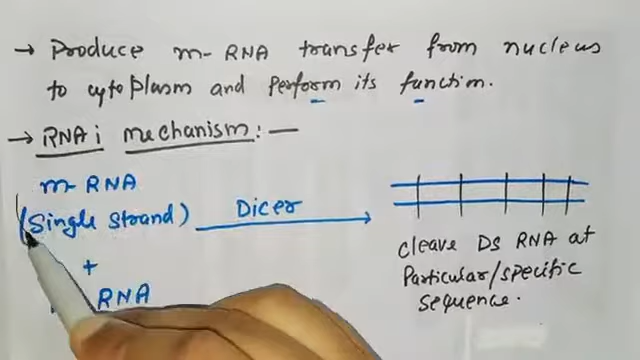 → Produce m-RNA transfer from nucleus
to cytoplasm and perform its function.
→ RNAi mechanism:—
m-RNA
(Single strand) Dicer
+
RNA
cleave Ds RNA at
Particular/specific
sequence.